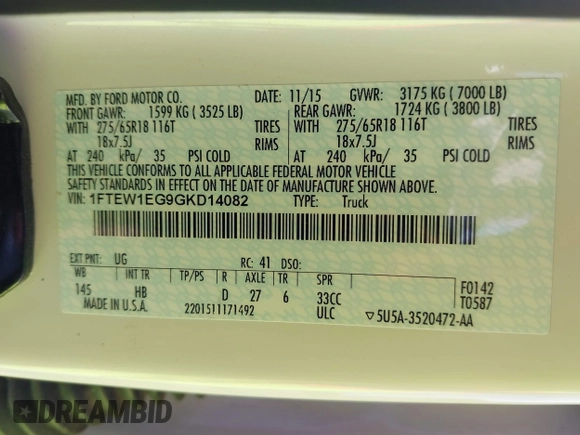 MFD. BY FORD MOTOR CO. DATE: 11/15 GVWR: 3175 KG ( 7000 LB)
FRONT GAWR: 1599 KG ( 3525 LB) REAR GAWR: 1724 KG ( 3800 LB)
WITH 275/65R18 116T TIRES WITH 275/65R18 116T TIRES
18x7.5J RIMS 18x7.5J RIMS
AT 240 kPa/ 35 PSI COLD AT 240 kPa/ 35 PSI COLD
THIS VEHICLE CONFORMS TO ALL APPLICABLE FEDERAL MOTOR VEHICLE
SAFETY STANDARDS IN EFFECT ON THE DATE OF MANUFACTURE SHOWN ABOVE.
VIN: 1FTEW1EG9GKD14082 TYPE: Truck
EXT PNT: UG RC: 41 DSO:
WB INT TR TP/PS R AXLE TR SPR F0142
145 HB D 27 6 33CC T0587
MADE IN U.S.A. 2201511171492 ULC ▽5U5A-3520472-AA
DREAMBID